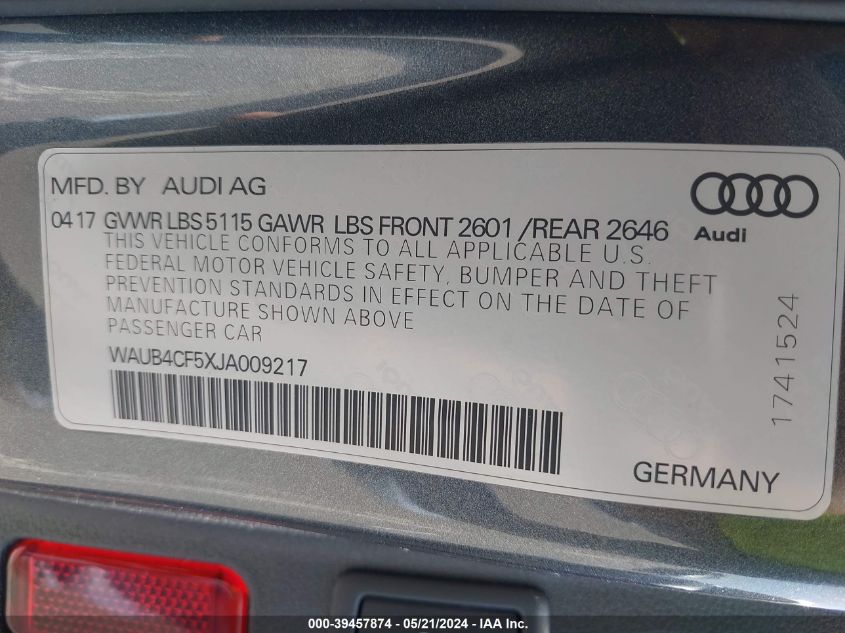 MFD. BY AUDI AG
04 17 GVWR LBS 5115 GAWR LBS FRONT 2601 /REAR 2646
THIS VEHICLE CONFORMS TO ALL APPLICABLE U.S.
FEDERAL MOTOR VEHICLE SAFETY, BUMPER AND THEFT
PREVENTION STANDARDS IN EFFECT ON THE DATE OF
MANUFACTURE SHOWN ABOVE
PASSENGER CAR
WAUB4CF5XJA009217
Audi
1741524
GERMANY
000-39457874 - 05/21/2024 - IAA Inc.